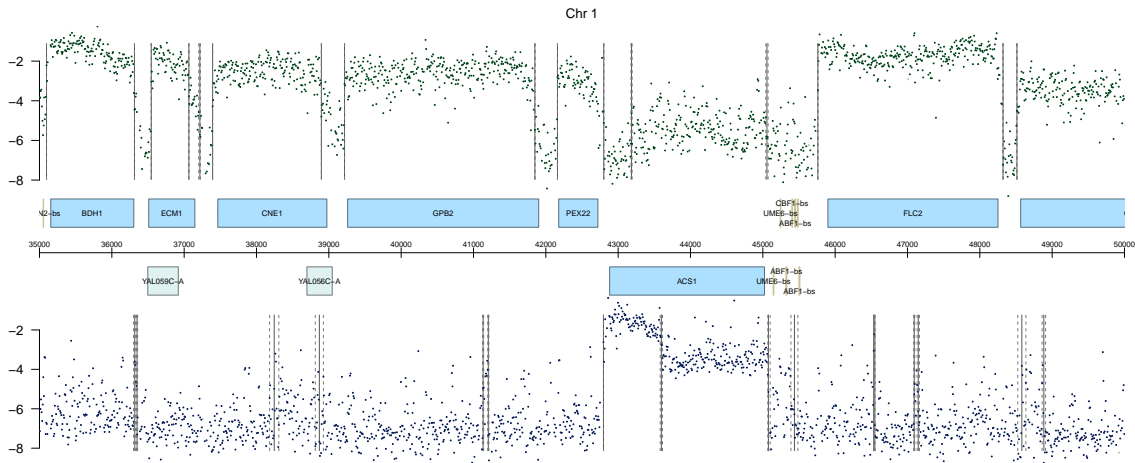 Chr 1
−2
−4
−6
−8
N2−bs BDH1 ECM1 CNE1 GPB2 PEX22 CBF1−bs UME6−bs ABF1−bs FLC2
35000 36000 37000 38000 39000 40000 41000 42000 43000 44000 45000 46000 47000 48000 49000 50000
YAL059C−A YAL056C−A ACS1 ABF1−bs UME6−bs ABF1−bs
−2
−4
−6
−8